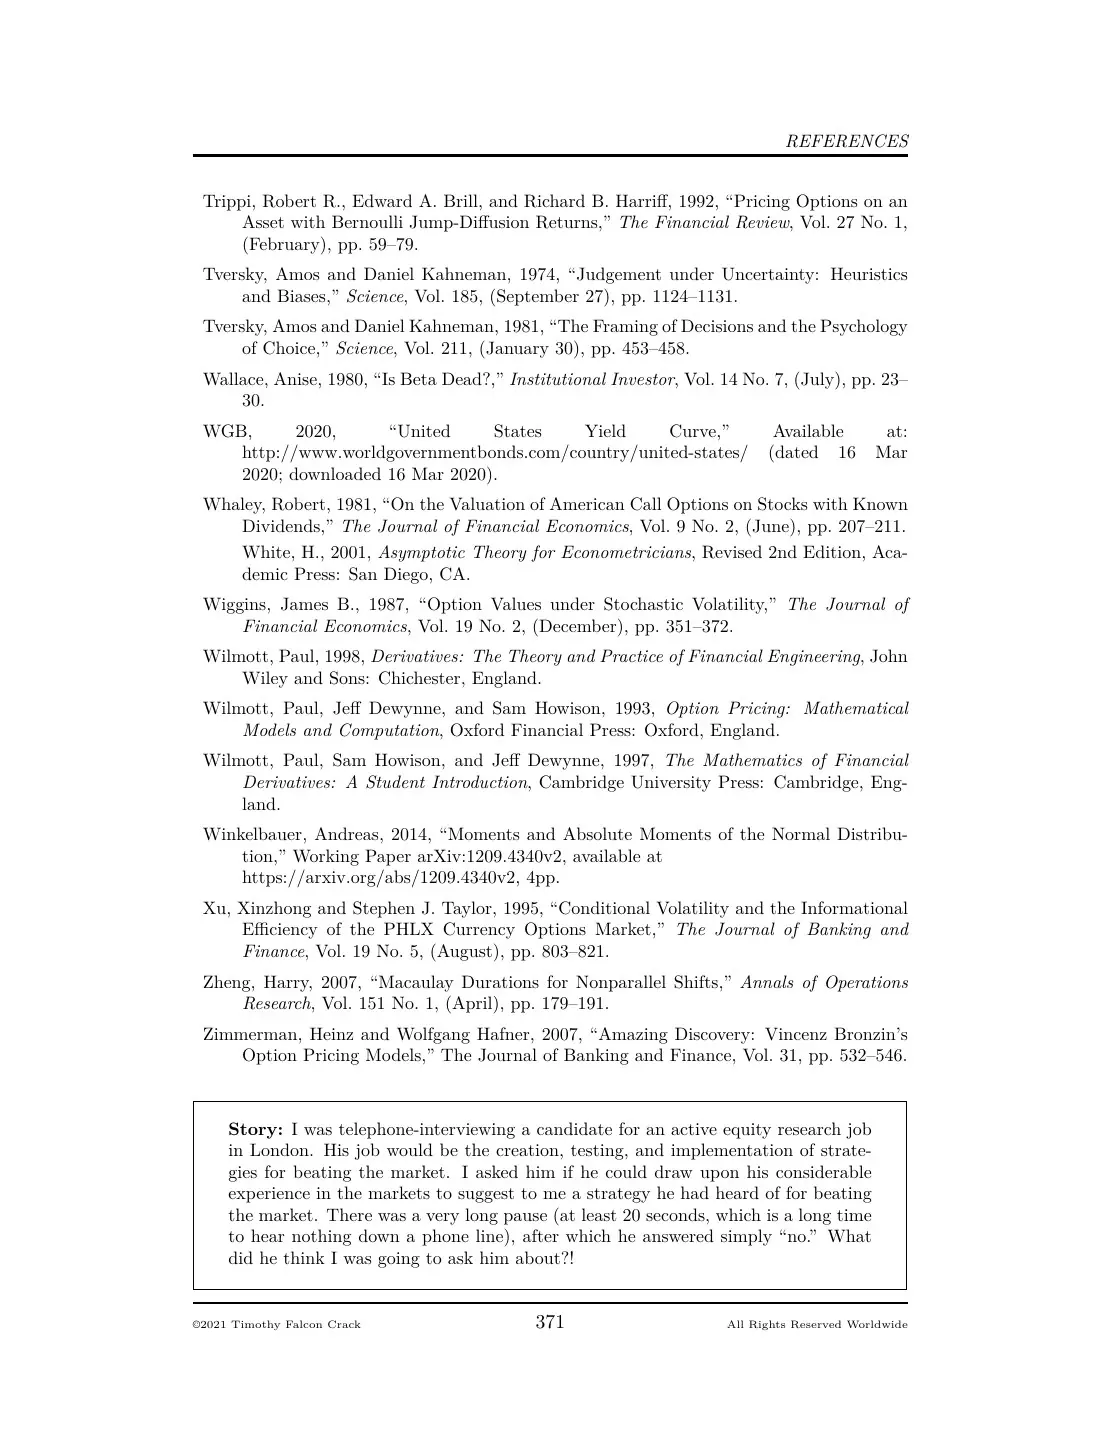 REFERENCES
Trippi, Robert R., Edward A. Brill, and Richard B. Harriff, 1992, “Pricing Options on an
Asset with Bernoulli Jump-Diffusion Returns,” The Financial Review, Vol. 27 No. 1,
(February), pp. 59–79.
Tversky, Amos and Daniel Kahneman, 1974, “Judgement under Uncertainty: Heuristics
and Biases,” Science, Vol. 185, (September 27), pp. 1124–1131.
Tversky, Amos and Daniel Kahneman, 1981, “The Framing of Decisions and the Psychology
of Choice,” Science, Vol. 211, (January 30), pp. 453–458.
Wallace, Anise, 1980, “Is Beta Dead?,” Institutional Investor, Vol. 14 No. 7, (July), pp. 23–
30.
WGB, 2020, “United States Yield Curve,” Available at:
http://www.worldgovernmentbonds.com/country/united-states/ (dated 16 Mar
2020; downloaded 16 Mar 2020).
Whaley, Robert, 1981, “On the Valuation of American Call Options on Stocks with Known
Dividends,” The Journal of Financial Economics, Vol. 9 No. 2, (June), pp. 207–211.
White, H., 2001, Asymptotic Theory for Econometricians, Revised 2nd Edition, Aca-
demic Press: San Diego, CA.
Wiggins, James B., 1987, “Option Values under Stochastic Volatility,” The Journal of
Financial Economics, Vol. 19 No. 2, (December), pp. 351–372.
Wilmott, Paul, 1998, Derivatives: The Theory and Practice of Financial Engineering, John
Wiley and Sons: Chichester, England.
Wilmott, Paul, Jeff Dewynne, and Sam Howison, 1993, Option Pricing: Mathematical
Models and Computation, Oxford Financial Press: Oxford, England.
Wilmott, Paul, Sam Howison, and Jeff Dewynne, 1997, The Mathematics of Financial
Derivatives: A Student Introduction, Cambridge University Press: Cambridge, Eng-
land.
Winkelbauer, Andreas, 2014, “Moments and Absolute Moments of the Normal Distribu-
tion,” Working Paper arXiv:1209.4340v2, available at
https://arxiv.org/abs/1209.4340v2, 4pp.
Xu, Xinzhong and Stephen J. Taylor, 1995, “Conditional Volatility and the Informational
Efficiency of the PHLX Currency Options Market,” The Journal of Banking and
Finance, Vol. 19 No. 5, (August), pp. 803–821.
Zheng, Harry, 2007, “Macaulay Durations for Nonparallel Shifts,” Annals of Operations
Research, Vol. 151 No. 1, (April), pp. 179–191.
Zimmerman, Heinz and Wolfgang Hafner, 2007, “Amazing Discovery: Vincenz Bronzin’s
Option Pricing Models,” The Journal of Banking and Finance, Vol. 31, pp. 532–546.
Story: I was telephone-interviewing a candidate for an active equity research job
in London. His job would be the creation, testing, and implementation of strate-
gies for beating the market. I asked him if he could draw upon his considerable
experience in the markets to suggest to me a strategy he had heard of for beating
the market. There was a very long pause (at least 20 seconds, which is a long time
to hear nothing down a phone line), after which he answered simply “no.” What
did he think I was going to ask him about?!
©2021 Timothy Falcon Crack 371 All Rights Reserved Worldwide